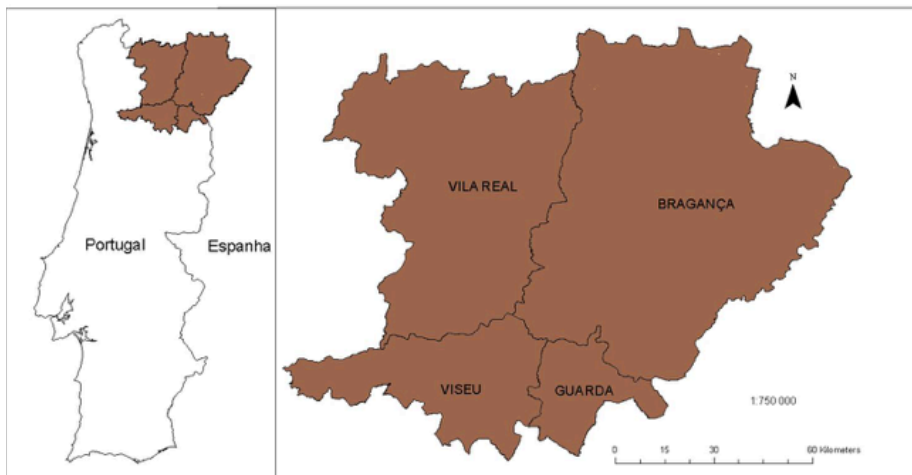 Portugal
Espanha
N
VILA REAL
BRAGANÇA
VISEU
GUARDA
1:750 000
0 15 30 60 Kilometers